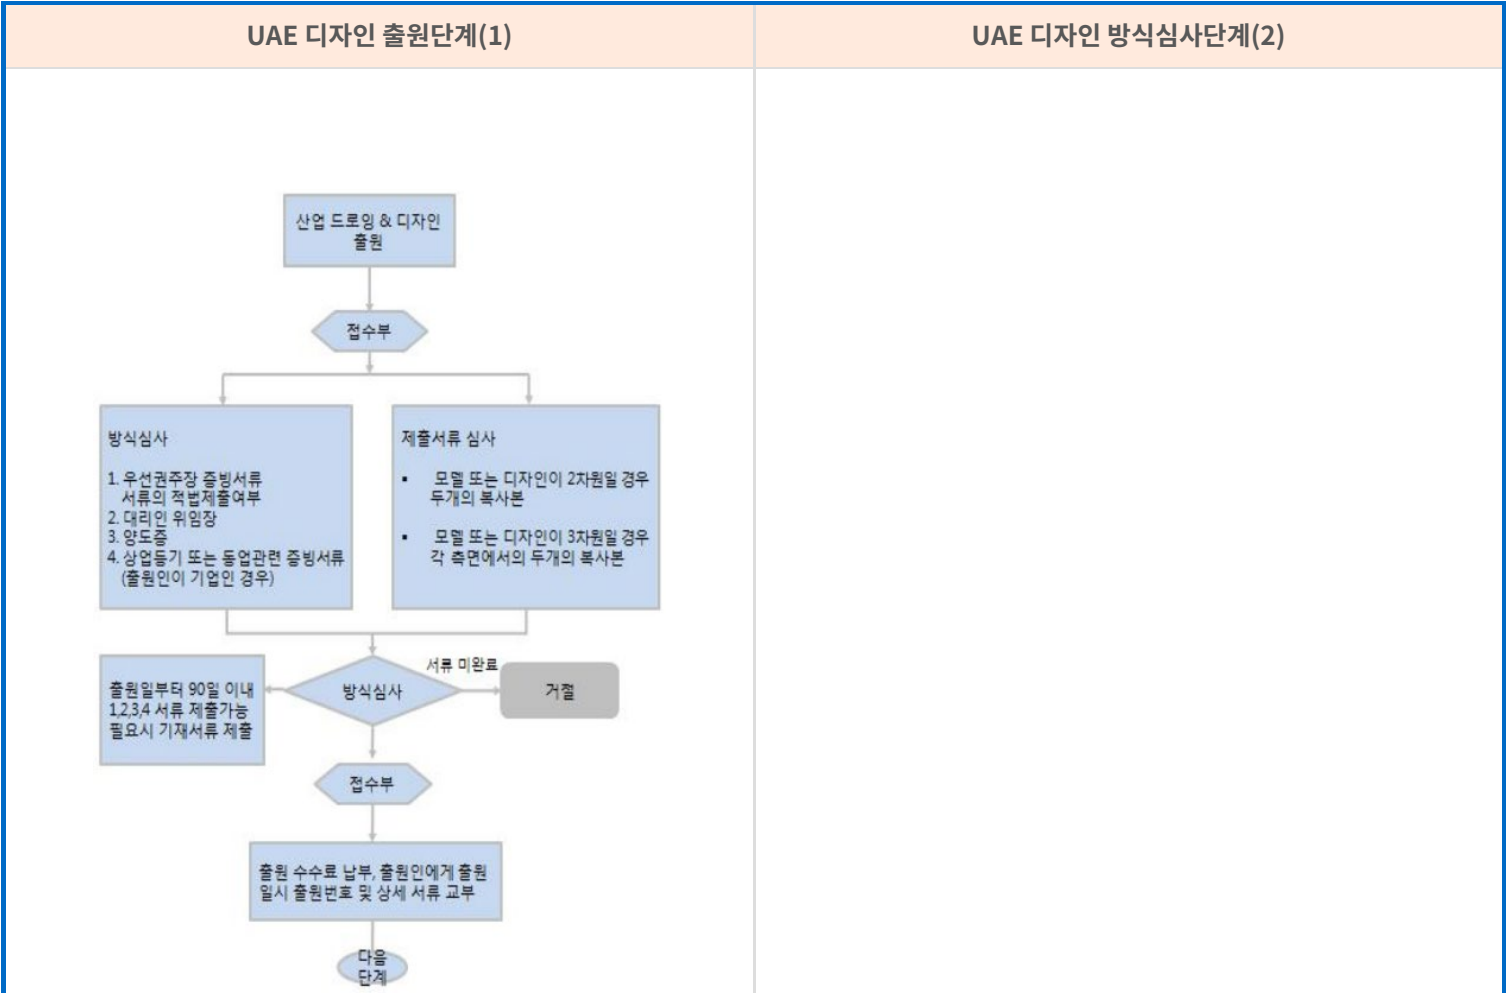 UAE 디자인 출원단계(1)
UAE 디자인 방식심사단계(2)
산업 드로잉 & 디자인
출원
접수부
방식심사
1. 우선권주장 증빙서류
서류의 적법제출여부
2. 대리인 위임장
3. 양도증
4. 상업등기 또는 동업관련 증빙서류
(출원인이 기업인 경우)
제출서류 심사
▪ 모델 또는 디자인이 2차원일 경우
두개의 복사본
▪ 모델 또는 디자인이 3차원일 경우
각 측면에서의 두개의 복사본
서류 미완료
출원일부터 90일 이내
1,2,3,4 서류 제출가능
필요시 기재서류 제출
방식심사
거절
접수부
출원 수수료 납부, 출원인에게 출원
일시 출원번호 및 상세 서류 교부
다음
단계